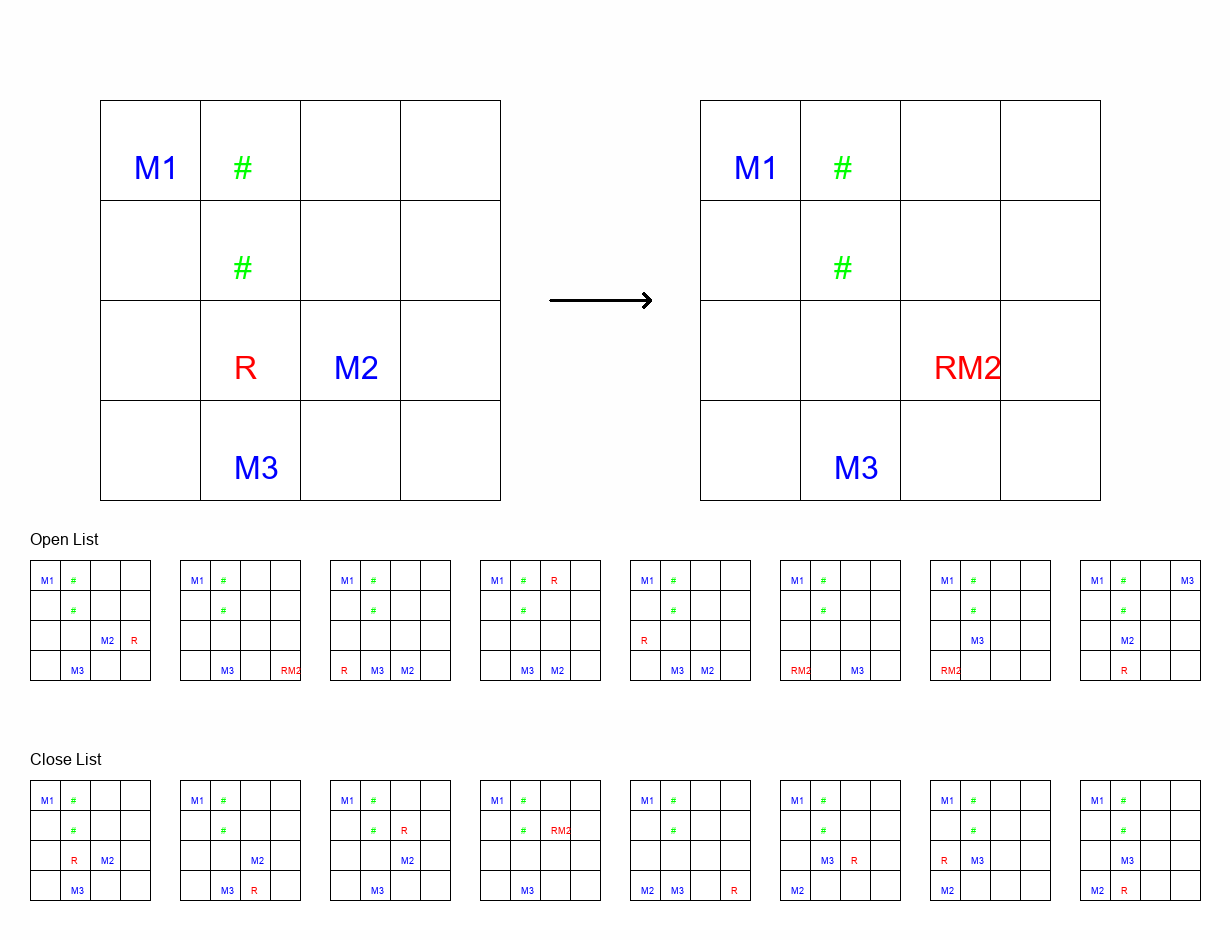 M1 # M1 #
# #
R M2 RM2
M3 M3
Open List
M1 # M1 # M1 # M1 # R M1 # M1 # M1 # M1 # M3
# # # # # # # #
M2 R R M3 M2
M3 M3 RM2 R M3 M2 M3 M2 M3 M2 RM2 M3 RM2 R
Close List
M1 # M1 # M1 # M1 # M1 # M1 # M1 # M1 #
# # # R # RM2 # # # #
R M2 M2 M2 M3 R R M3 M3
M3 M3 R M3 M3 M2 M3 R M2 M2 M2 R